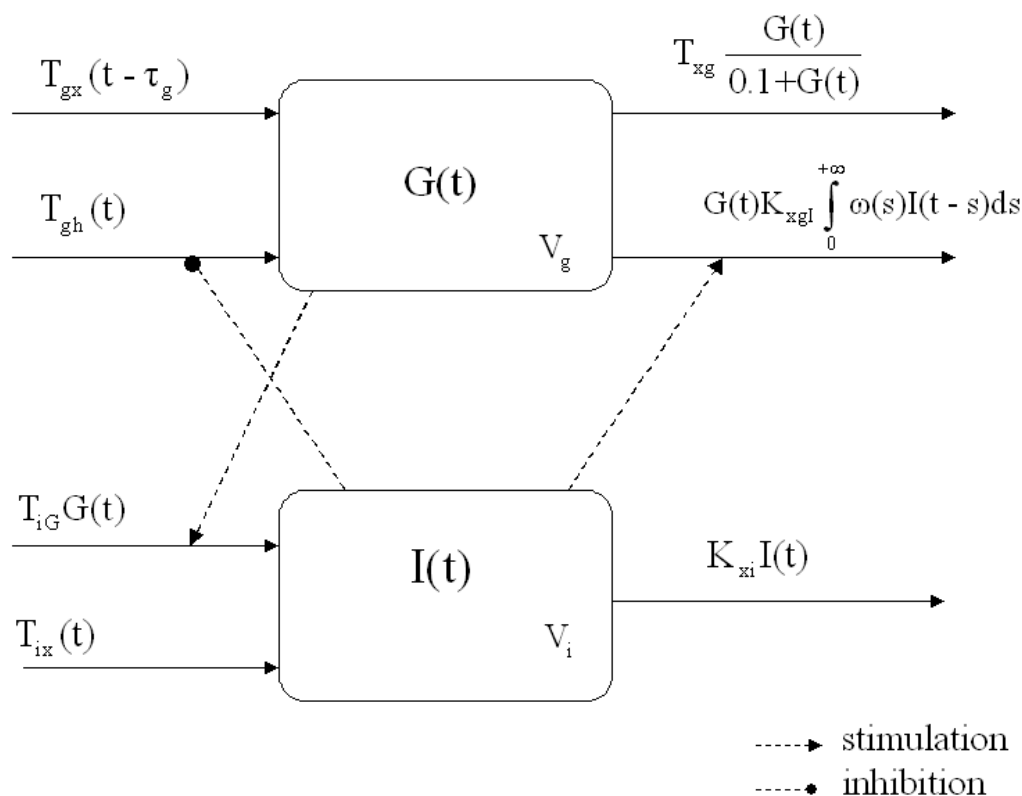 T_gx(t - τ_g)
T_xg G(t)/(0.1+G(t))
T_gh(t)
G(t)
V_g
G(t)K_xgI ∫_0^+∞ ω(s)I(t - s)ds
T_iG G(t)
I(t)
K_xi I(t)
T_ix(t)
V_i
stimulation
inhibition